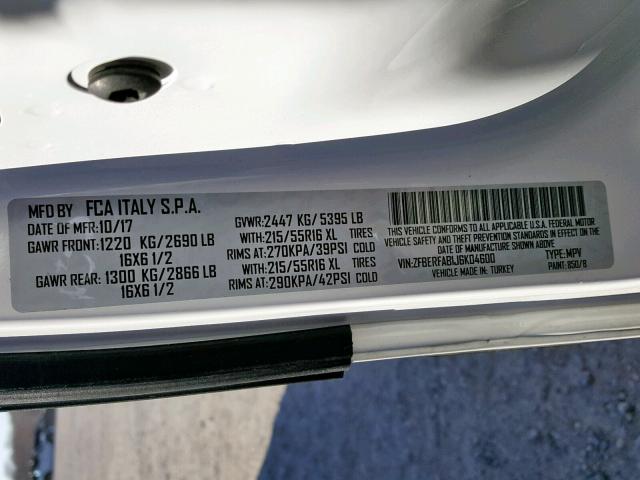 MFD BY FCA ITALY S.P.A.
DATE OF MFR:10/17
GAWR FRONT:1220 KG/2690 LB
16X6 1/2
GAWR REAR: 1300 KG/2866 LB
16X6 1/2
GVWR:2447 KG/5395 LB
WITH:215/55R16 XL TIRES
RIMS AT:270KPA/39PSI COLD
WITH:215/55R16 XL TIRES
RIMS AT:290KPA/42PSI COLD
THIS VEHICLE CONFORMS TO ALL APPLICABLE U.S.A. FEDERAL MOTOR
VEHICLE SAFETY, BUMPER, AND THEFT PREVENTION STANDARDS IN EFFECT ON THE
DATE OF MANUFACTURE SHOWN ABOVE.
VIN:ZFBERFABLJ6K04600 TYPE:MPV
MADE IN: TURKEY PAINT:850/B